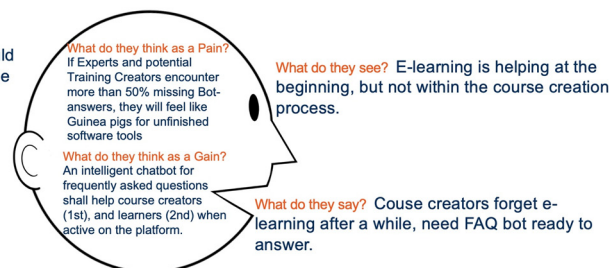 ld
e
What do they think as a Pain?
If Experts and potential
Training Creators encounter
more than 50% missing Bot-
answers, they will feel like
Guinea pigs for unfinished
software tools
What do they think as a Gain?
An intelligent chatbot for
frequently asked questions
shall help course creators
(1st), and learners (2nd) when
active on the platform.
What do they see? E-learning is helping at the
beginning, but not within the course creation
process.
What do they say? Couse creators forget e-
learning after a while, need FAQ bot ready to
answer.